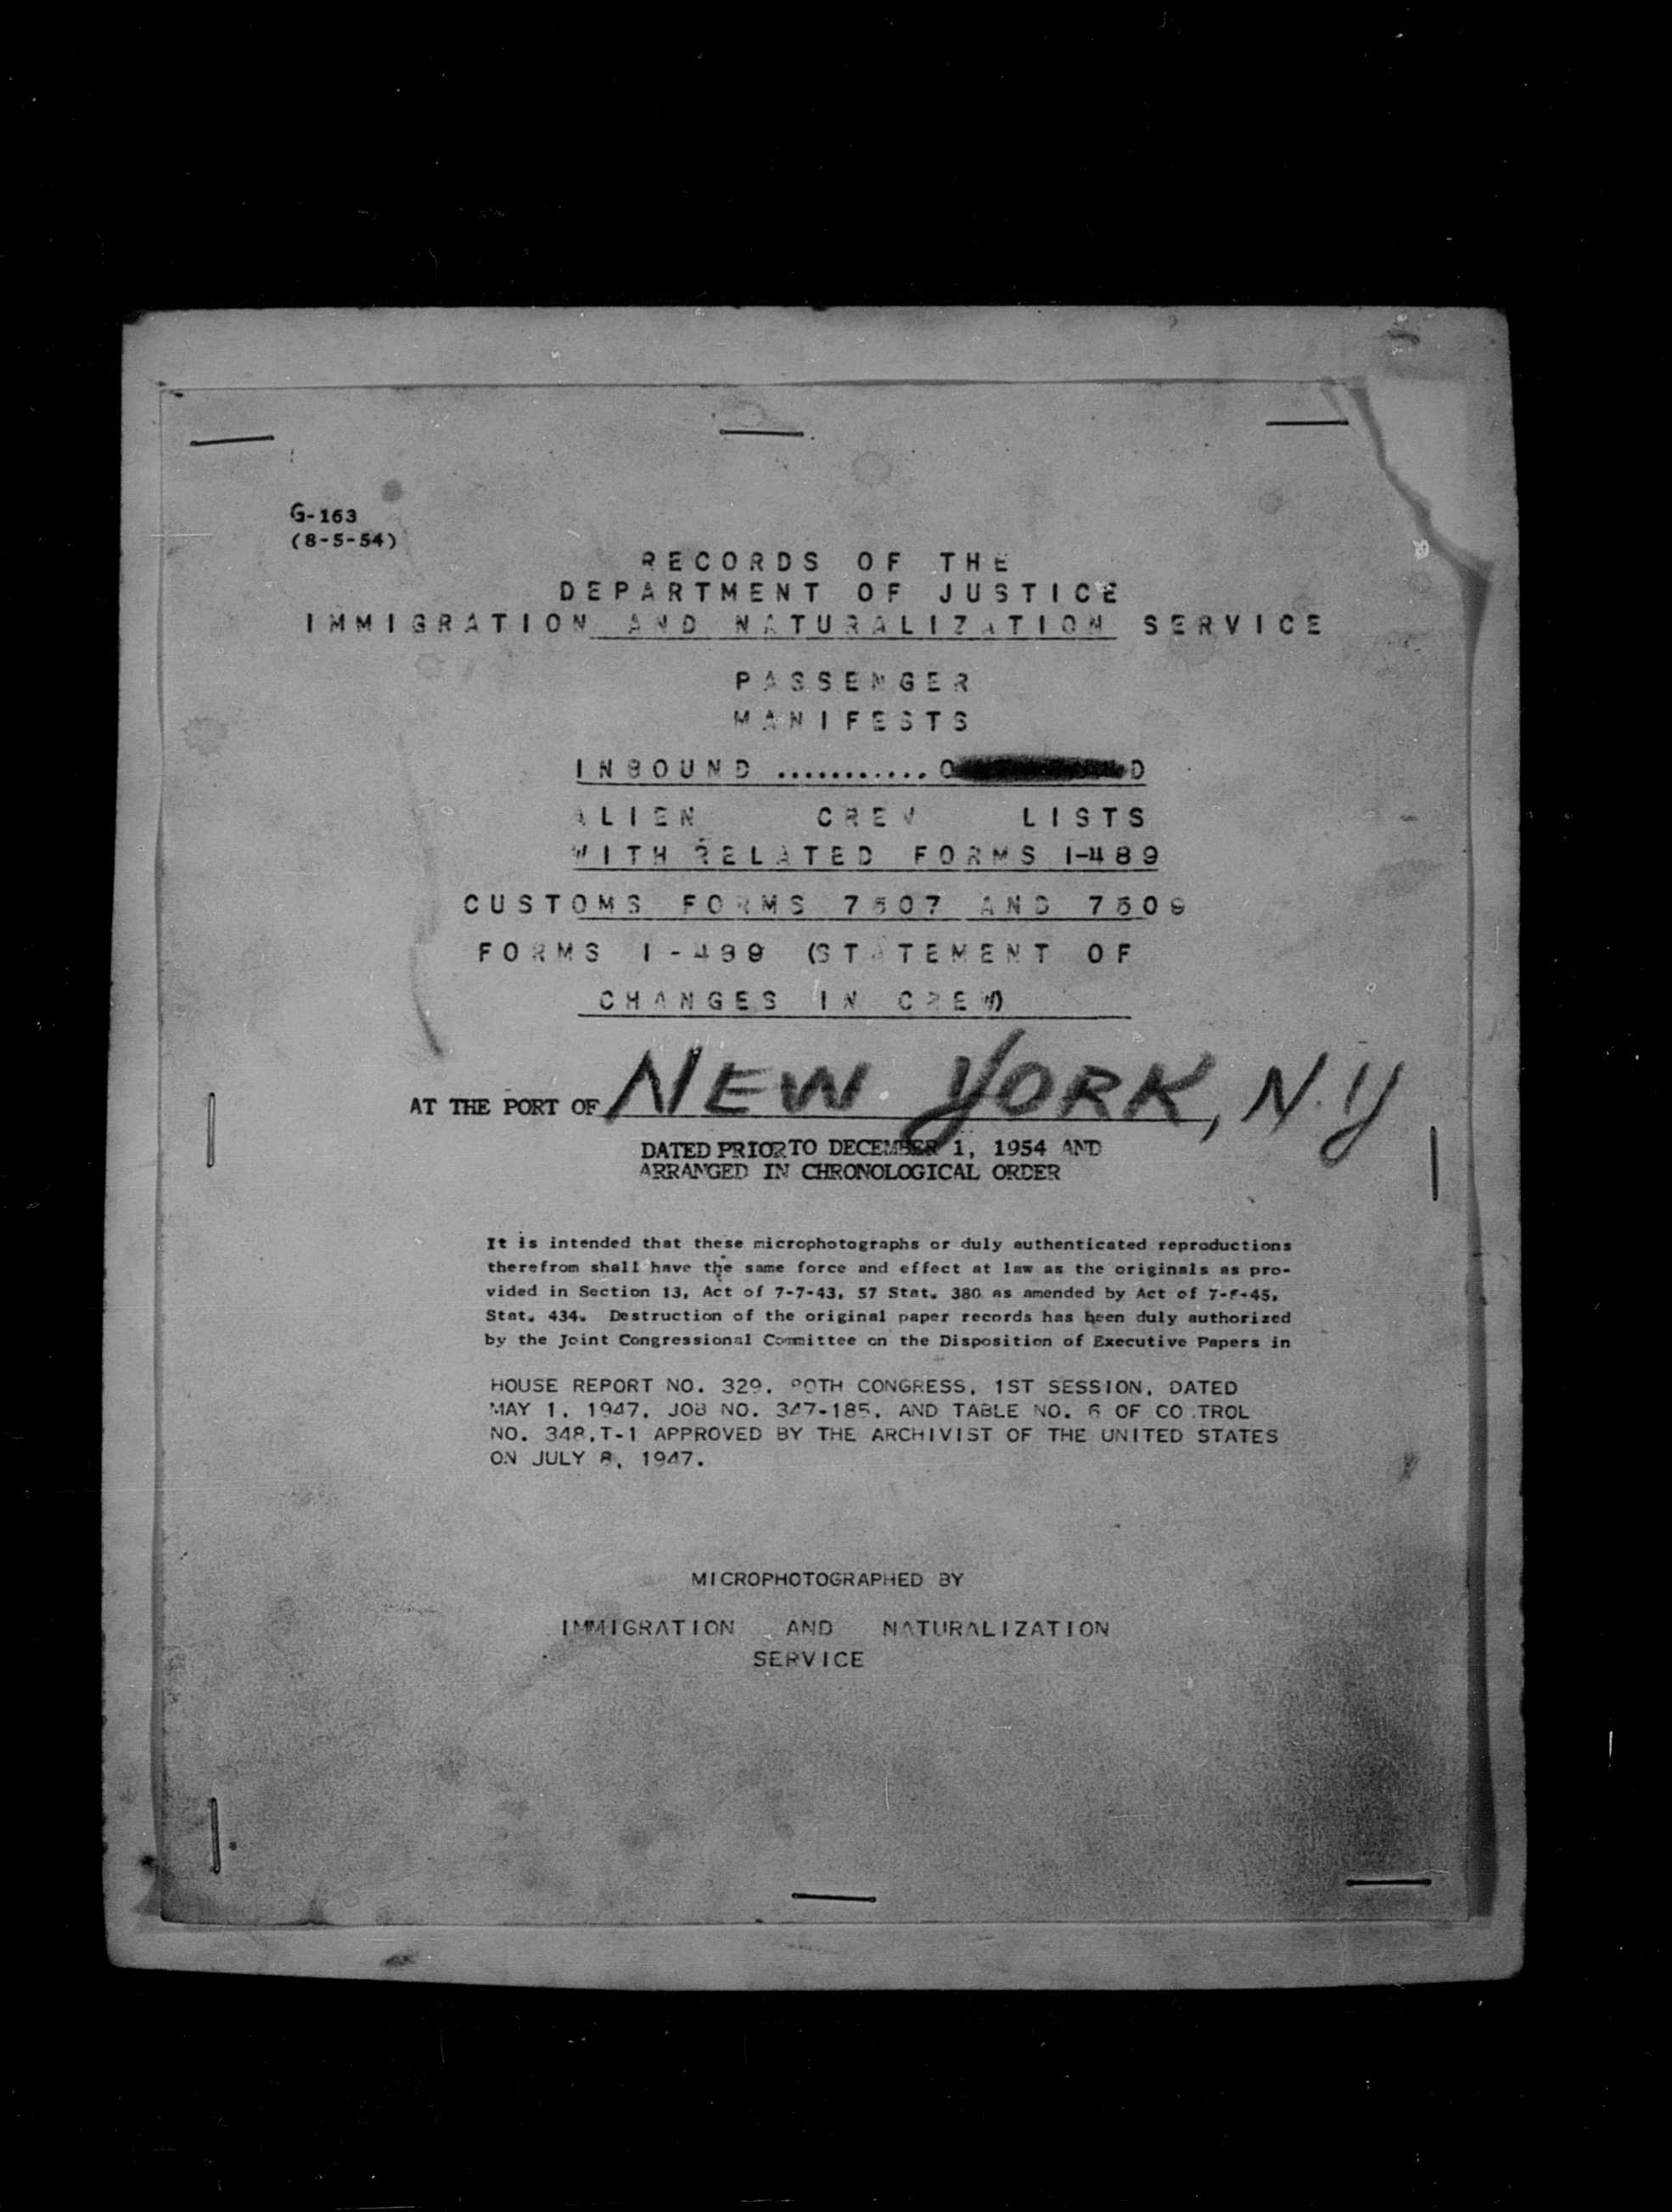 G-163
(8-5-54)
RECORDS OF THE
DEPARTMENT OF JUSTICE
IMMIGRATION AND NATURALIZATION SERVICE
PASSENGER
MANIFESTS
INBOUND ...........
ALIEN CREW LISTS
WITH RELATED FORMS I-489
CUSTOMS FORMS 7507 AND 7509
FORMS I-489 (STATEMENT OF
CHANGES IN CREW)
AT THE PORT OF NEW YORK, N.Y
DATED PRIOR TO DECEMBER 1, 1954 AND
ARRANGED IN CHRONOLOGICAL ORDER
It is intended that these microphotographs or duly authenticated reproductions
therefrom shall have the same force and effect at law as the originals as pro-
vided in Section 13, Act of 7-7-43, 57 Stat. 380 as amended by Act of
Stat. 434. Destruction of the original paper records has been duly authorized
by the Joint Congressional Committee on the Disposition of Executive Papers in
HOUSE REPORT NO. 329, 80TH CONGRESS, 1ST SESSION, DATED
MAY 1, 1947, JOB NO. 347-185, AND TABLE NO. 6 OF CO TROL
NO. 348,T-1 APPROVED BY THE ARCHIVIST OF THE UNITED STATES
ON JULY 8, 1947.
MICROPHOTOGRAPHED BY
IMMIGRATION AND NATURALIZATION
SERVICE